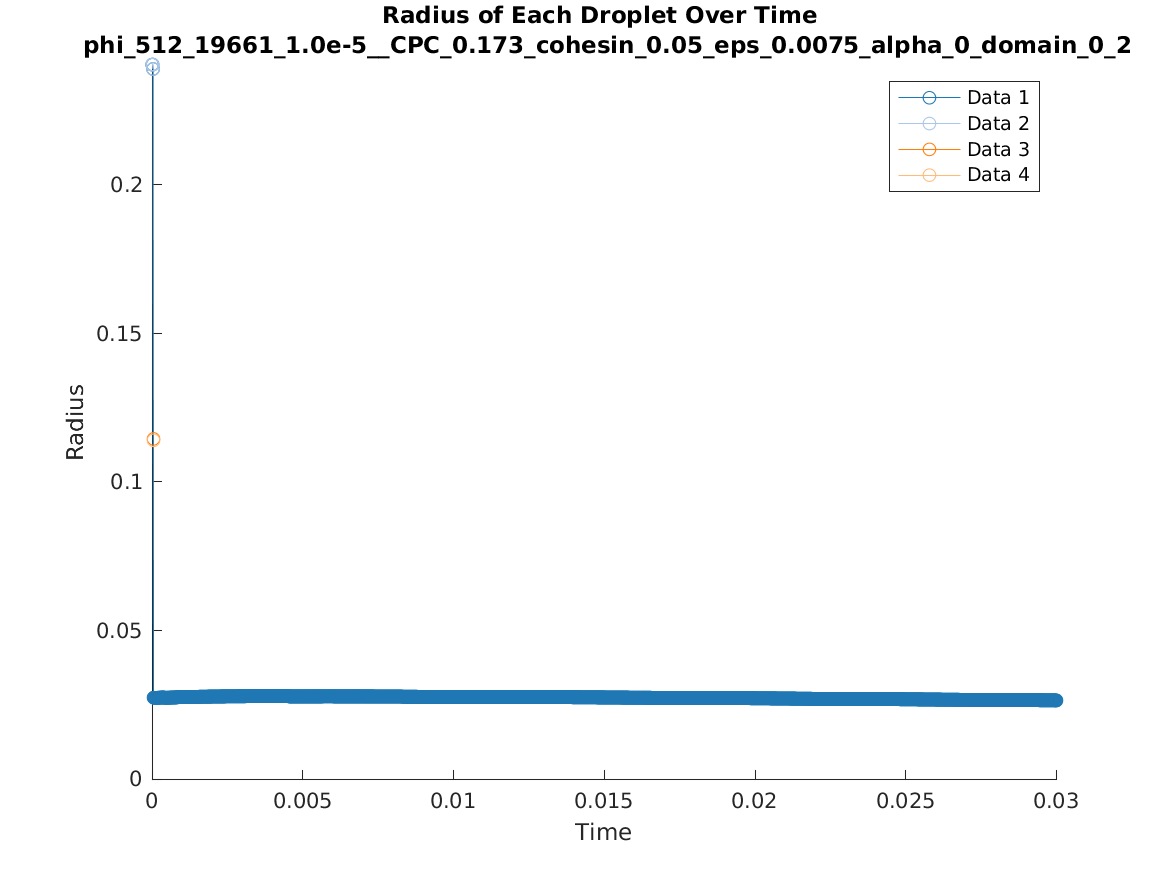 Radius of Each Droplet Over Time
phi_512_19661_1.0e-5__CPC_0.173_cohesin_0.05_eps_0.0075_alpha_0_domain_0_2
Data 1
Data 2
Data 3
Data 4
0.2
0.15
0.1
0.05
0
Radius
0
0.005
0.01
0.015
0.02
0.025
0.03
Time